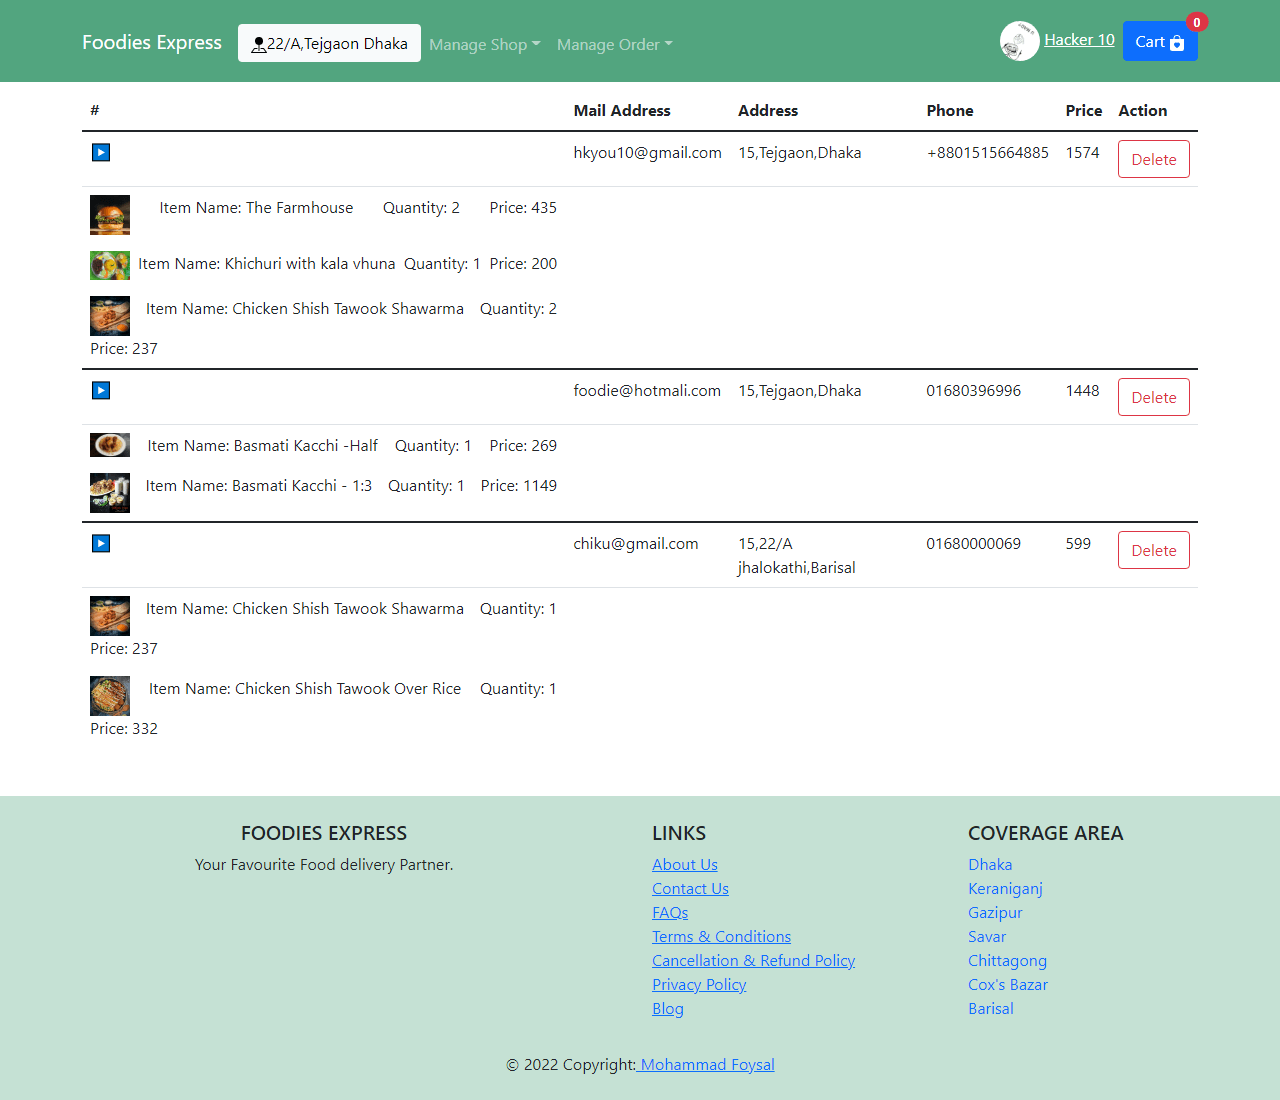 Foodies Express 22/A,Tejgaon Dhaka Manage Shop Manage Order Hacker 10 Cart 0
# Mail Address Address Phone Price Action
hkyou10@gmail.com 15,Tejgaon,Dhaka +8801515664885 1574 Delete
Item Name: The Farmhouse Quantity: 2 Price: 435
Item Name: Khichuri with kala vhuna Quantity: 1 Price: 200
Item Name: Chicken Shish Tawook Shawarma Quantity: 2
Price: 237
foodie@hotmali.com 15,Tejgaon,Dhaka 01680396996 1448 Delete
Item Name: Basmati Kacchi -Half Quantity: 1 Price: 269
Item Name: Basmati Kacchi - 1:3 Quantity: 1 Price: 1149
chiku@gmail.com 15,22/A 01680000069 599 Delete
jhalokathi,Barisal
Item Name: Chicken Shish Tawook Shawarma Quantity: 1
Price: 237
Item Name: Chicken Shish Tawook Over Rice Quantity: 1
Price: 332
FOODIES EXPRESS
Your Favourite Food delivery Partner.
LINKS
About Us
Contact Us
FAQs
Terms & Conditions
Cancellation & Refund Policy
Privacy Policy
Blog
COVERAGE AREA
Dhaka
Keraniganj
Gazipur
Savar
Chittagong
Cox's Bazar
Barisal
© 2022 Copyright: Mohammad Foysal